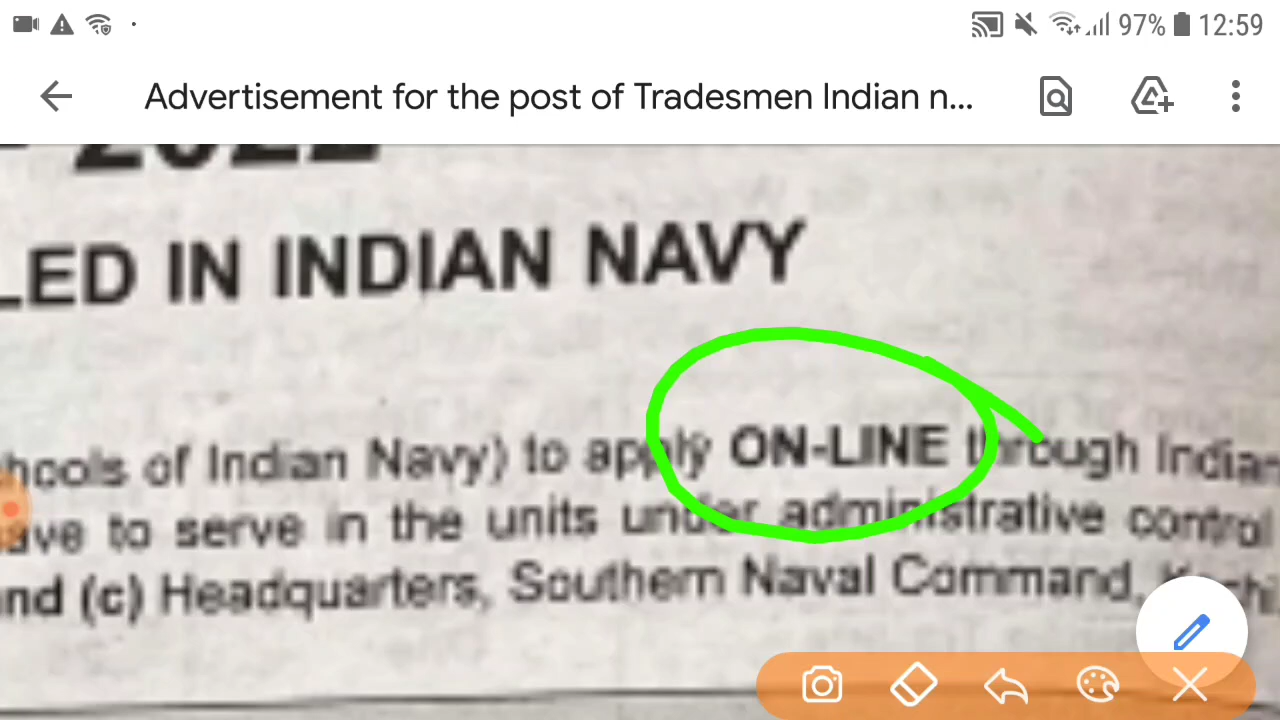 97% 12:59
Advertisement for the post of Tradesmen Indian n...
2022
LED IN INDIAN NAVY
hools of Indian Navy) to apply ON-LINE through Indian
ave to serve in the units under administrative control
nd (c) Headquarters, Southern Naval Command,